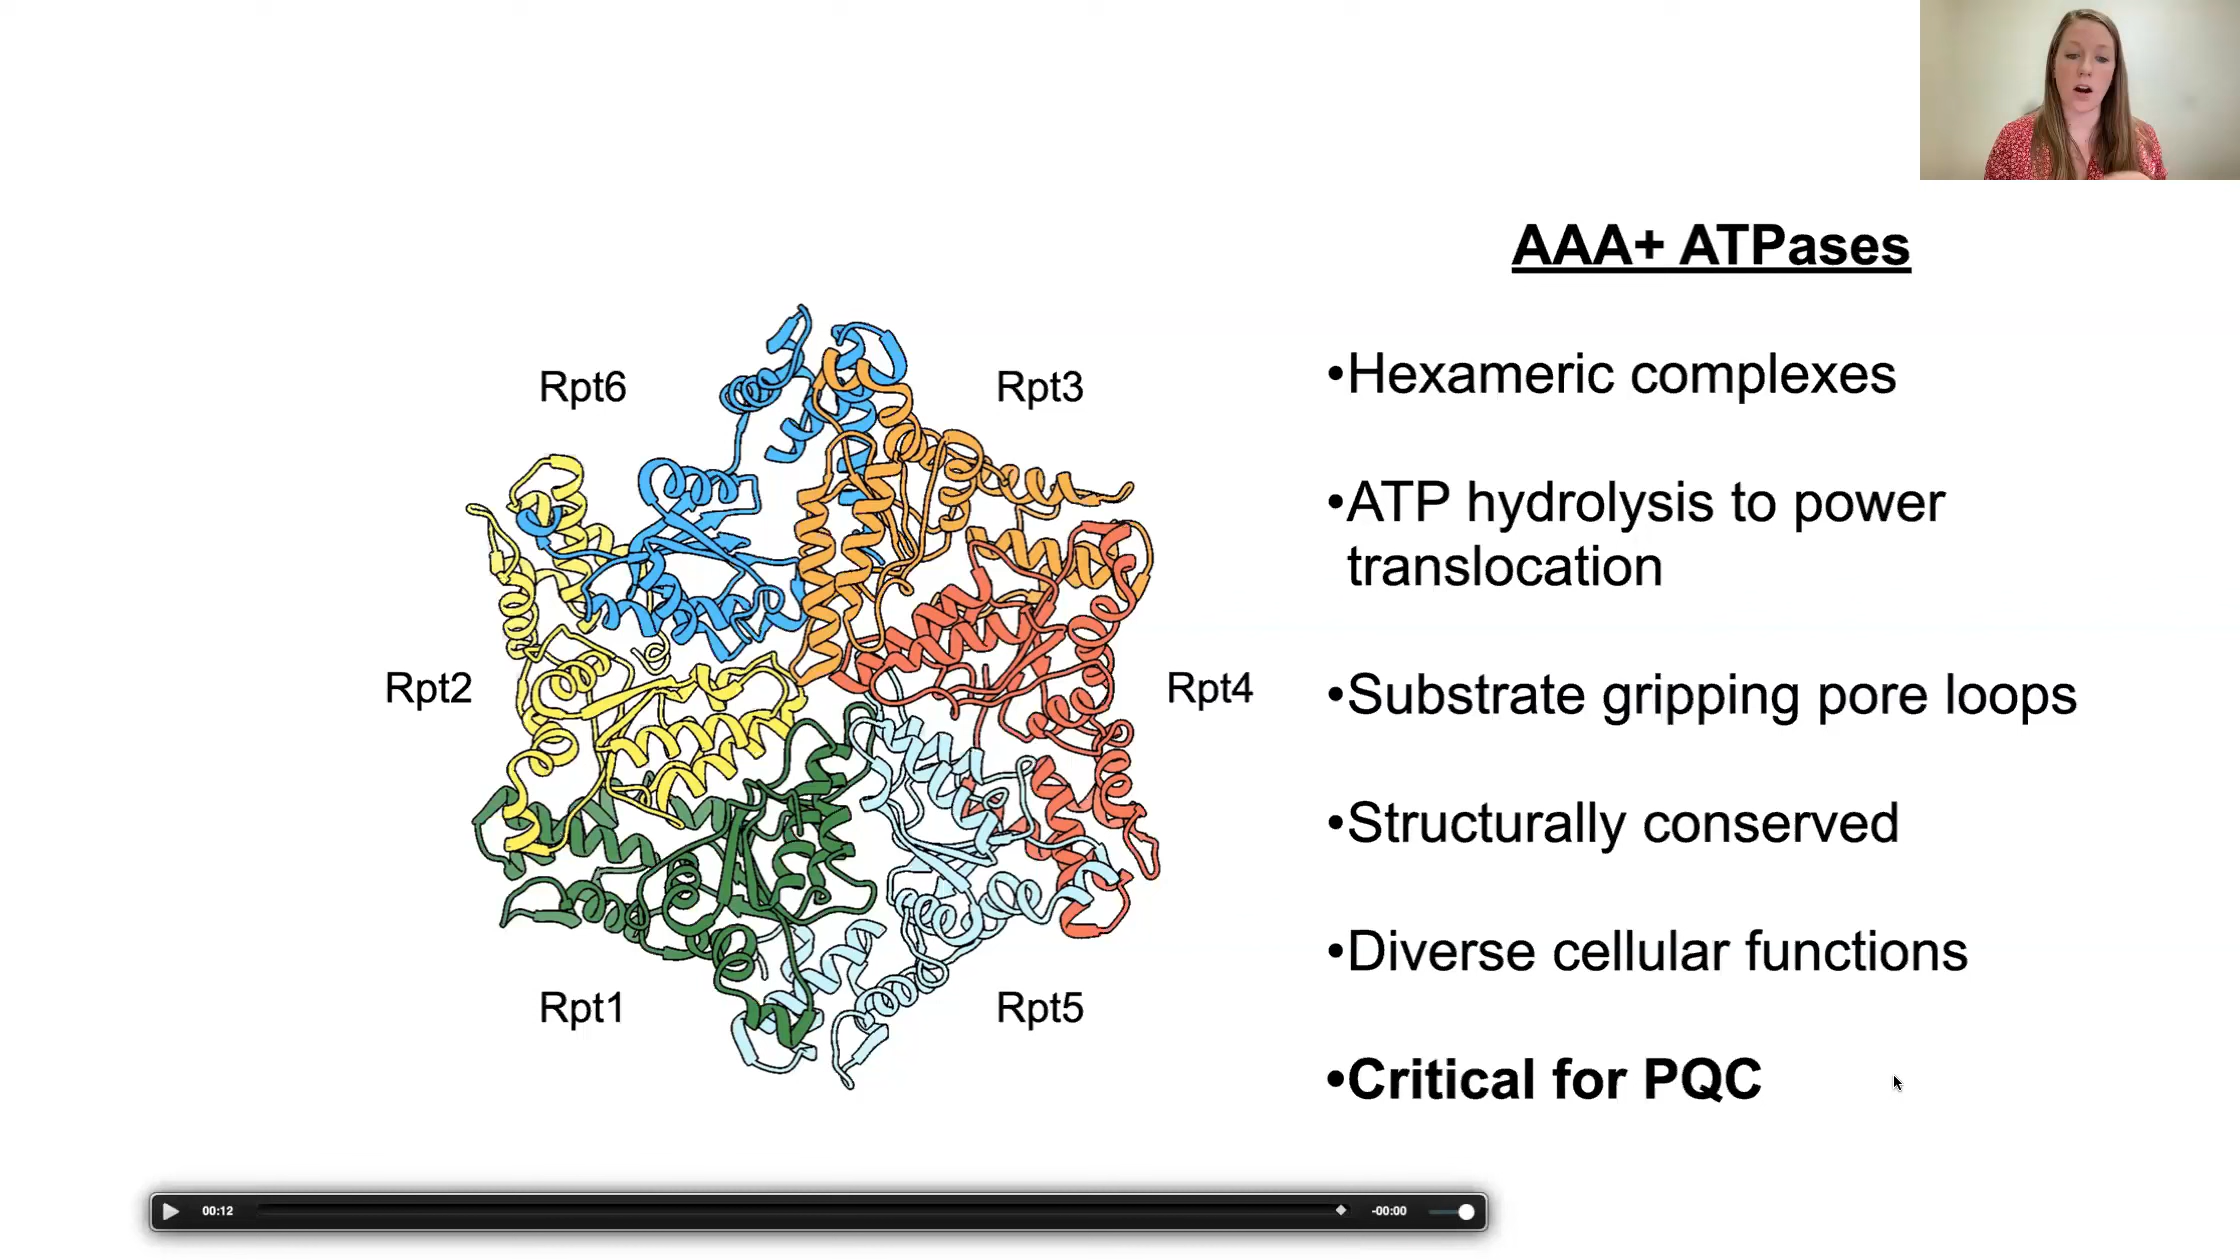 AAA+ ATPases
Rpt6
Rpt3
Rpt2
Rpt4
Rpt1
Rpt5
•Hexameric complexes
•ATP hydrolysis to power
translocation
•Substrate gripping pore loops
•Structurally conserved
•Diverse cellular functions
•Critical for PQC
00:12
-00:00